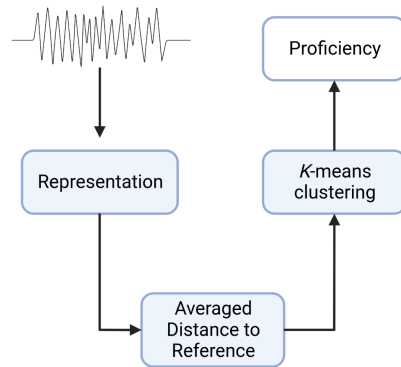 Proficiency
Representation
K-means
clustering
Averaged
Distance to
Reference